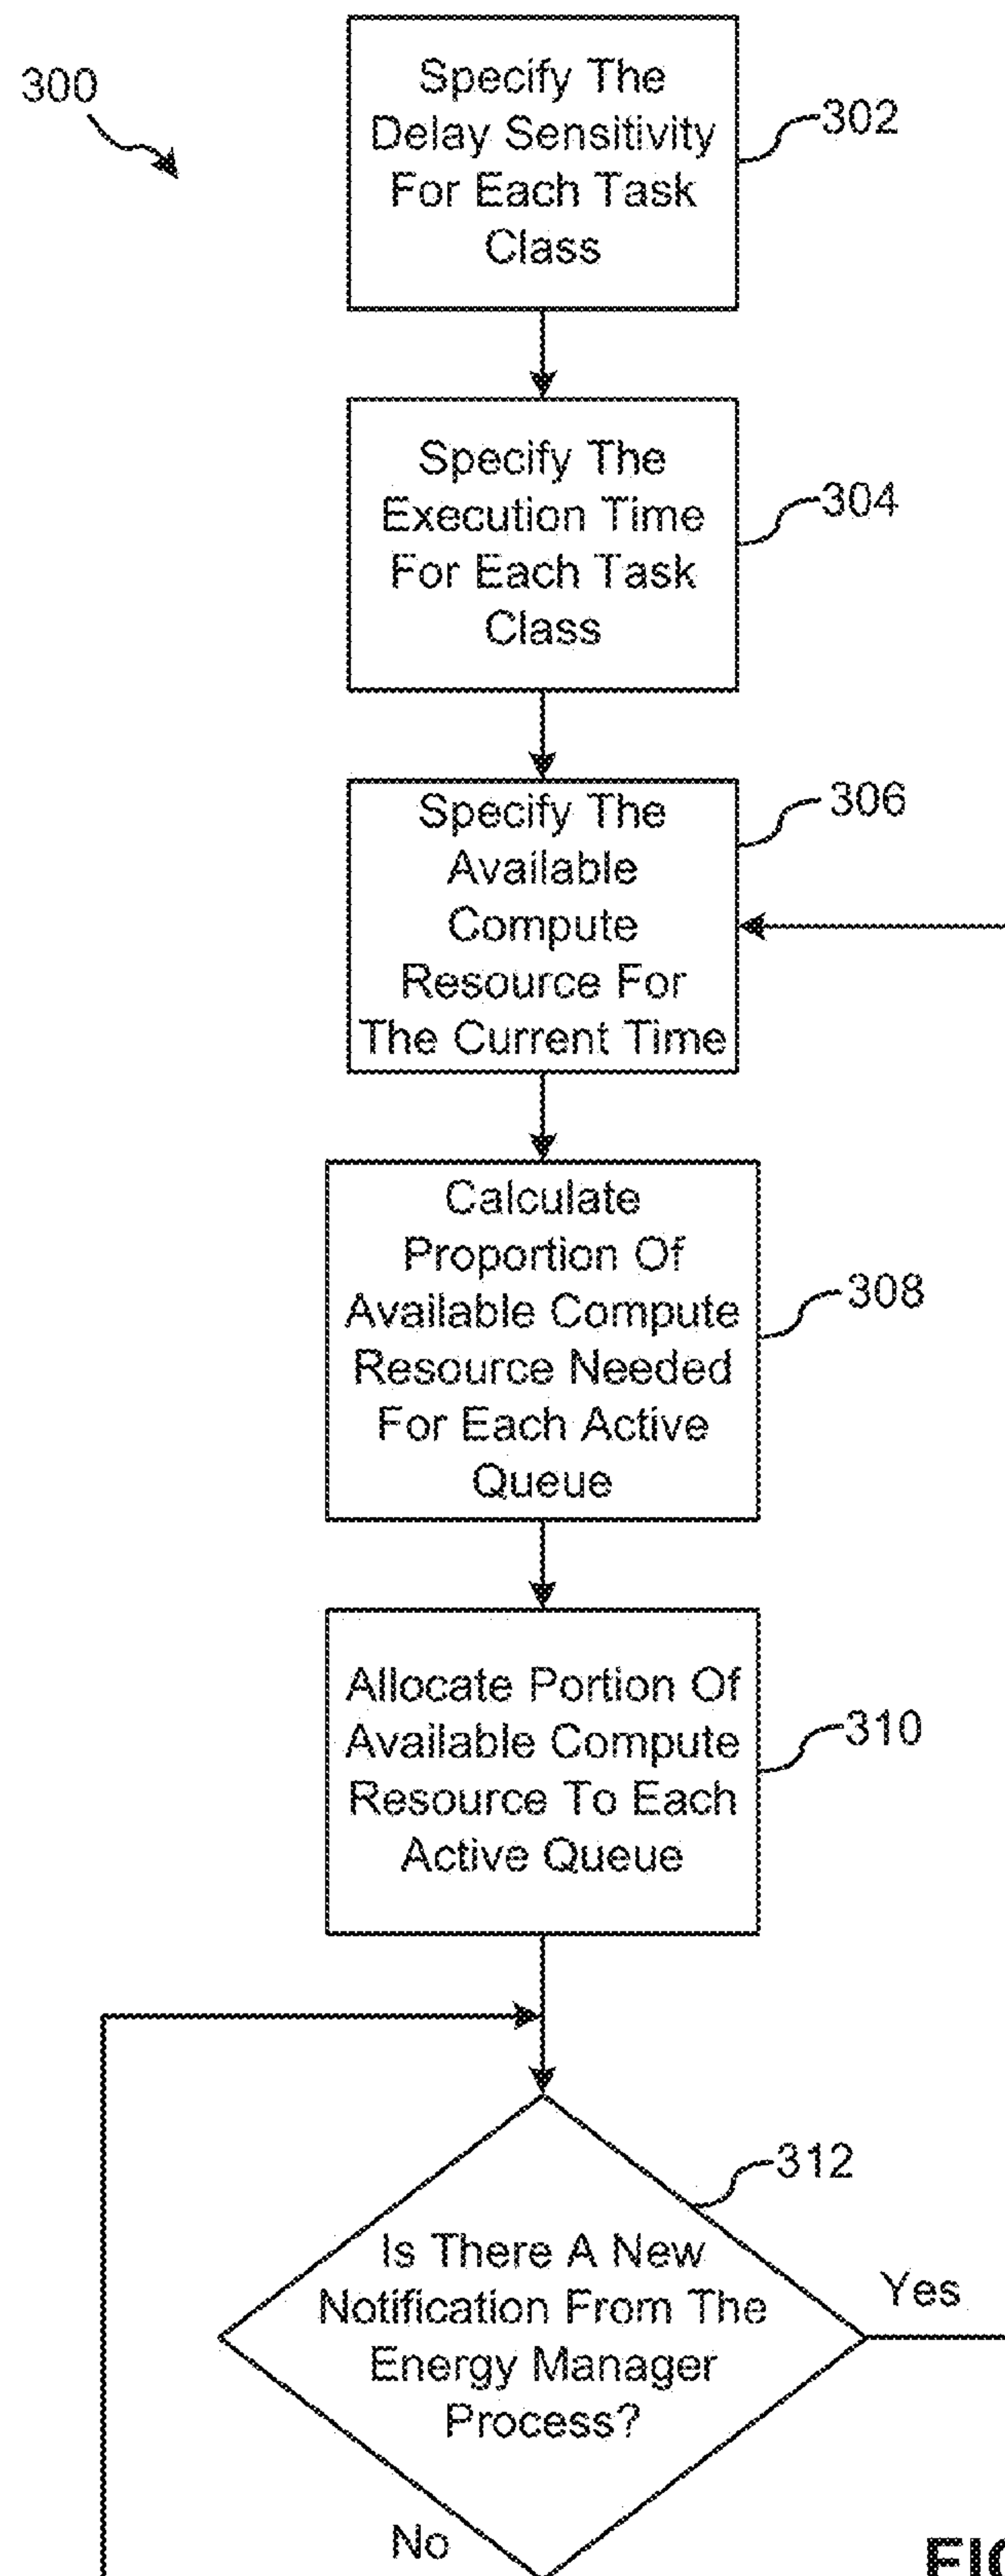 300
Specify The
Delay Sensitivity
For Each Task
Class
302
Specify The
Execution Time
For Each Task
Class
304
Specify The
Available
Compute
Resource For
The Current Time
306
Calculate
Proportion Of
Available Compute
Resource Needed
For Each Active
Queue
308
Allocate Portion Of
Available Compute
Resource To Each
Active Queue
310
Is There A New
Notification From The
Energy Manager
Process?
312
Yes
No